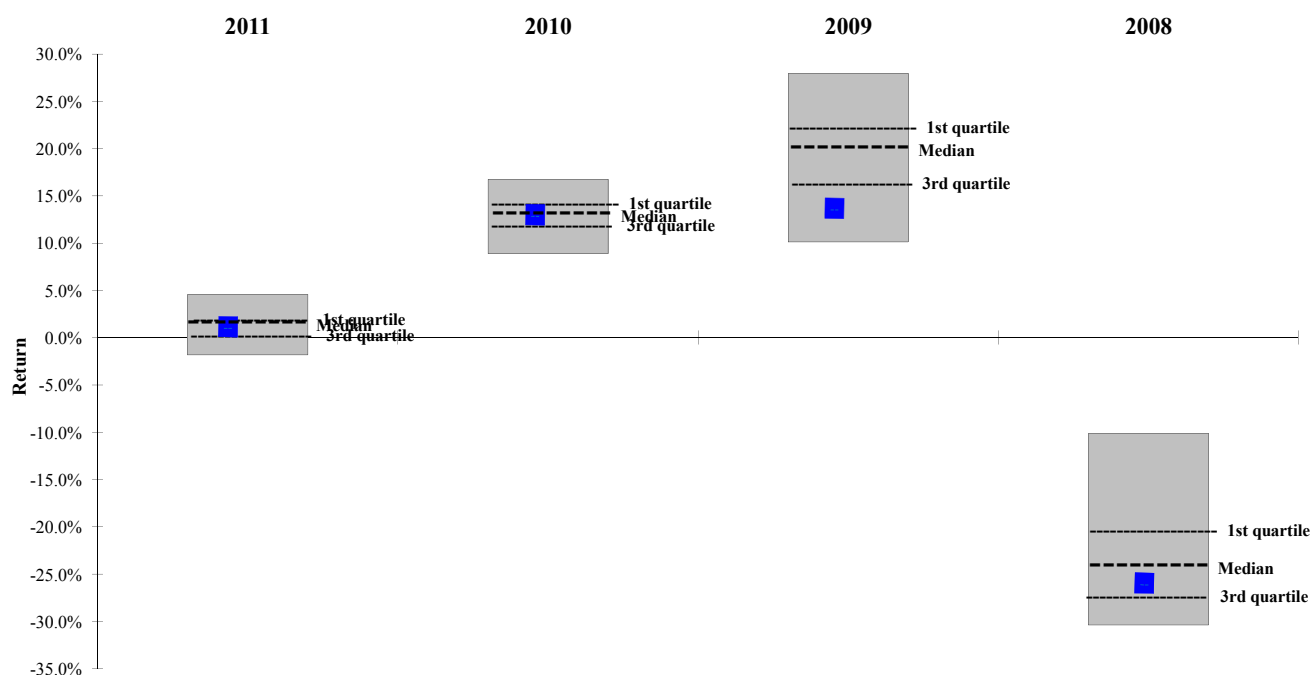 2011 2010 2009 2008
30.0%
25.0%
20.0%
15.0%
10.0%
5.0%
0.0%
-5.0%
-10.0%
-15.0%
-20.0%
-25.0%
-30.0%
-35.0%
Return
1st quartile
Median
3rd quartile
1st quartile
Median
3rd quartile
1st quartile
Median
3rd quartile
1st quartile
Median
3rd quartile